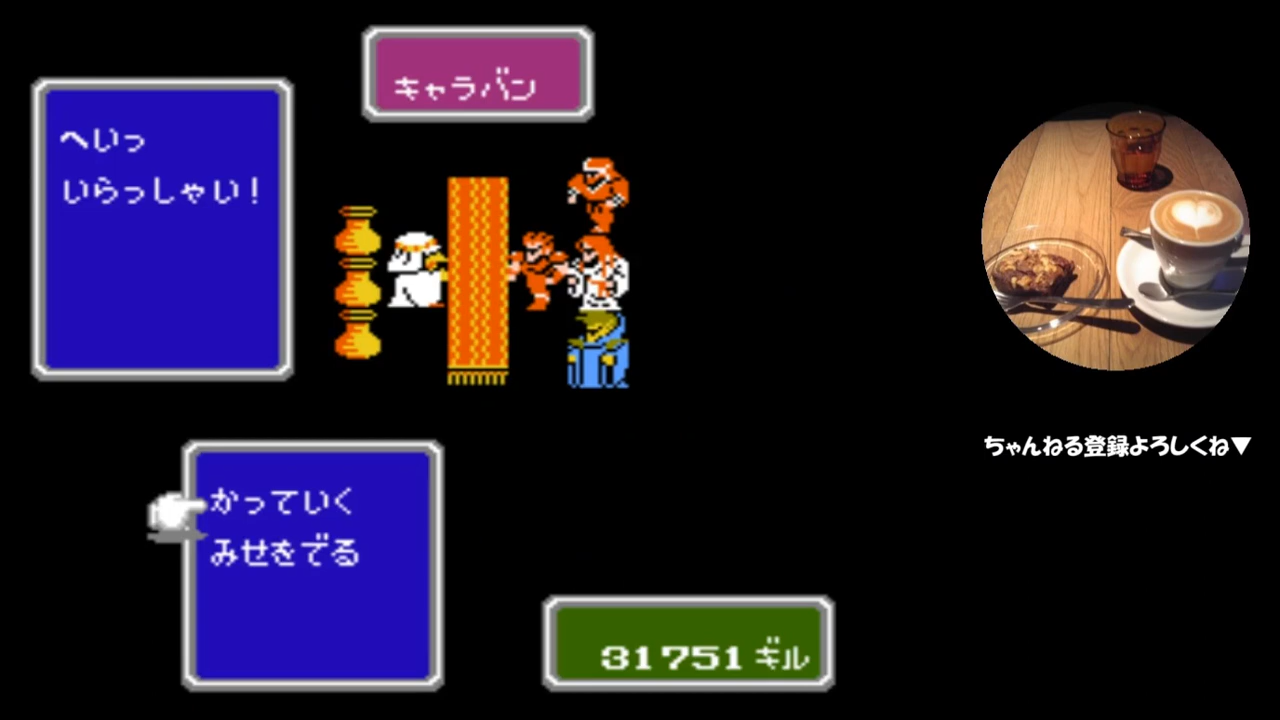 キャラバン
へいっ
いらっしゃい!
かっていく
みせをでる
31751ギル
ちゃんねる登録よろしくね▼